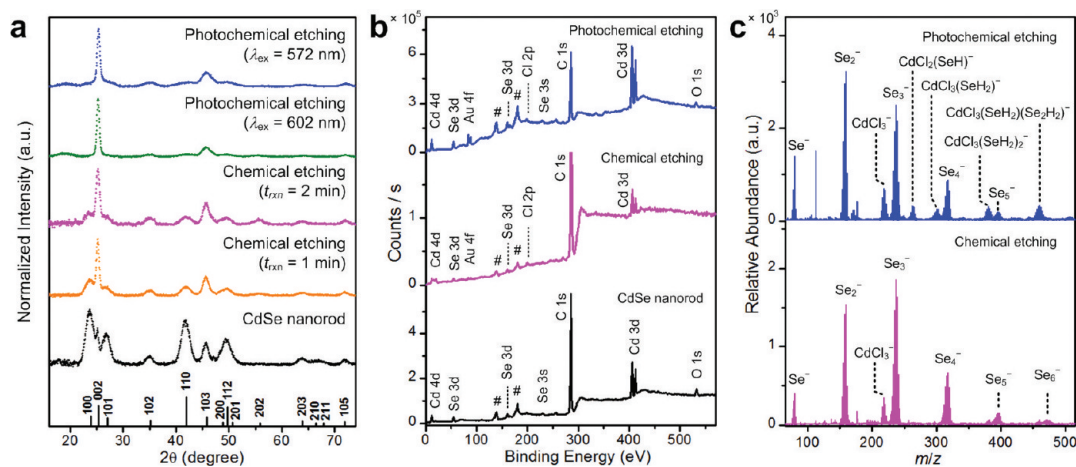 a
Photochemical etching
(λex = 572 nm)
Photochemical etching
(λex = 602 nm)
Chemical etching
(trxn = 2 min)
Chemical etching
(trxn = 1 min)
CdSe nanorod
100
002
101
102
110
103
200
112
201
202
203
210
211
105
20 30 40 50 60 70
2θ (degree)
Normalized Intensity (a.u.)
b
× 10⁵
Photochemical etching
6
3
0
Cd 4d
Se 3d
Au 4f
#
Se 3d
#
Cl 2p
Se 3s
C 1s
Cd 3d
O 1s
Chemical etching
2
1
0
Cd 4d
Se 3d
Au 4f
#
Se 3d
#
Cl 2p
C 1s
Cd 3d
CdSe nanorod
4
2
0
Cd 4d
Se 3d
#
Se 3d
#
Se 3s
C 1s
Cd 3d
O 1s
0 100 200 300 400 500
Binding Energy (eV)
Counts / s
c
× 10³
Photochemical etching
4
2
0
Se⁻
Se₂⁻
CdCl₃⁻
Se₃⁻
CdCl₂(SeH)⁻
CdCl₃(SeH₂)⁻
Se₄⁻
CdCl₃(SeH₂)₂⁻
Se₅⁻
CdCl₃(SeH₂)(Se₂H₂)⁻
Chemical etching
2
1
0
Se⁻
Se₂⁻
CdCl₃⁻
Se₃⁻
Se₄⁻
Se₅⁻
Se₆⁻
100 200 300 400 500
m/z
Relative Abundance (a.u.)